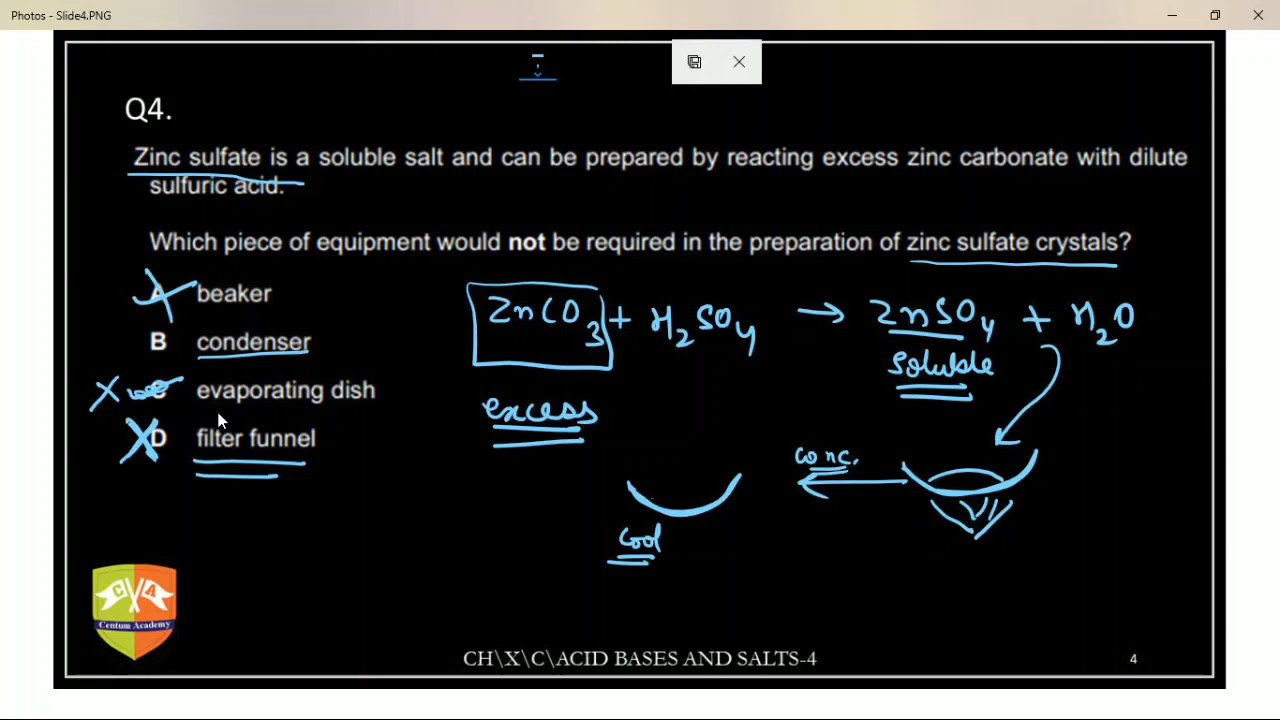 Photos - Slide4.PNG
Q4.
Zinc sulfate is a soluble salt and can be prepared by reacting excess zinc carbonate with dilute
sulfuric acid.
Which piece of equipment would not be required in the preparation of zinc sulfate crystals?
A beaker
B condenser
C evaporating dish
D filter funnel
ZnCO3 + H2SO4 → ZnSO4 + H2O
excess
soluble
conc.
cool
C A
Centum Academy
CH\X\C\ACID BASES AND SALTS-4
4